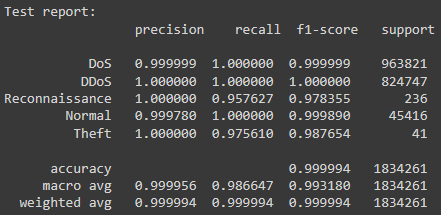 Test report:
precision recall f1-score support
DoS 0.999999 1.000000 0.999999 963821
DDoS 1.000000 1.000000 1.000000 824747
Reconnaissance 1.000000 0.957627 0.978355 236
Normal 0.999780 1.000000 0.999890 45416
Theft 1.000000 0.975610 0.987654 41
accuracy 0.999994 1834261
macro avg 0.999956 0.986647 0.993180 1834261
weighted avg 0.999994 0.999994 0.999994 1834261